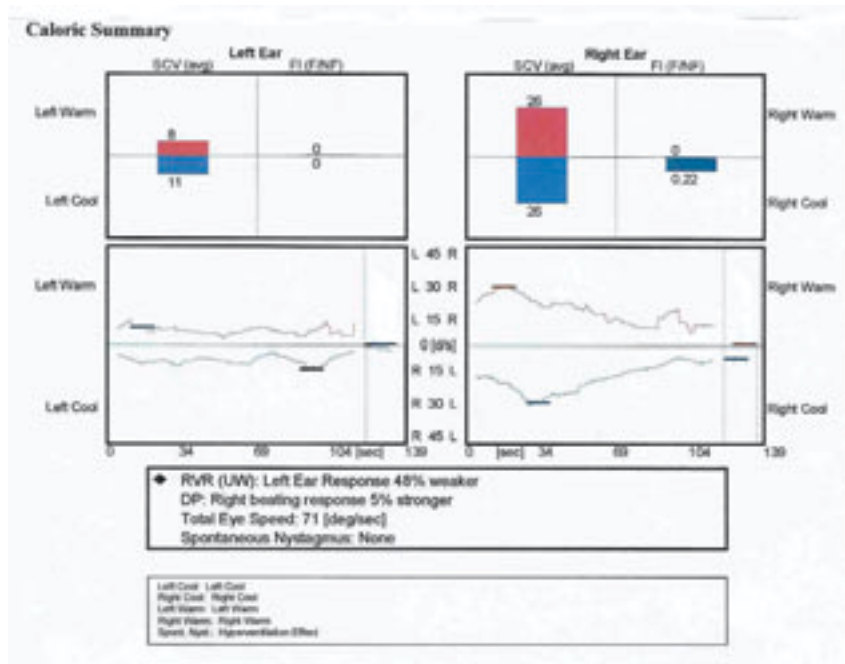 Caloric Summary
Left Ear
SCV (avg) FI (F/NF)
Left Warm
8
0
0
11
Left Cool
Right Ear
SCV (avg) FI (F/NF)
26
0
0.22
26
Right Warm
Right Cool
Left Warm
Left Cool
L 45 R
L 30 R
L 15 R
0
R 15 L
R 30 L
R 45 L
Right Warm
Right Cool
0 34 69 104 [sec] 139
0 [sec] 34 69 104 139
RVR (UW): Left Ear Response 48% weaker
DP: Right beating response 5% stronger
Total Eye Speed: 71 [deg/sec]
Spontaneous Nystagmus: None
Left Cool: Left Cool
Right Cool: Right Cool
Left Warm: Left Warm
Right Warm: Right Warm
Spont. Nyst.: Hyperventilation Effect